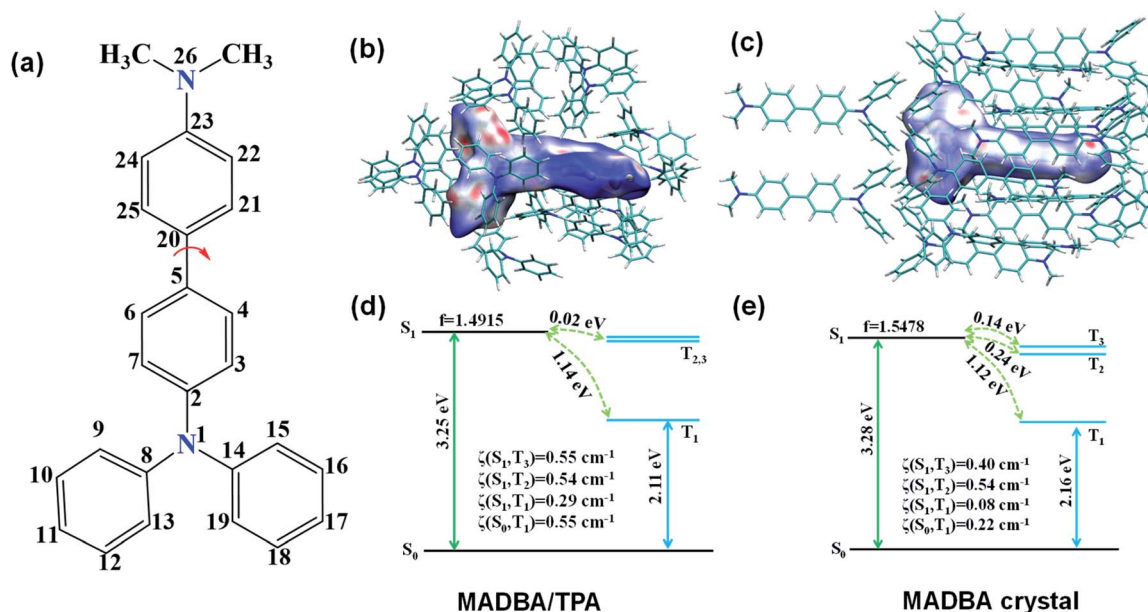 (a)
H₃C
26
CH₃
N
23
24
22
25
21
20
5
6
4
7
3
2
N
1
9
8
14
15
10
16
11
13
19
17
12
18
(b)
(c)
(d)
S₁
f=1.4915
0.02 eV
T₂,₃
1.14 eV
3.25 eV
T₁
ζ(S₁,T₃)=0.55 cm⁻¹
ζ(S₁,T₂)=0.54 cm⁻¹
ζ(S₁,T₁)=0.29 cm⁻¹
ζ(S₀,T₁)=0.55 cm⁻¹
2.11 eV
S₀
MADBA/TPA
(e)
S₁
f=1.5478
0.14 eV
T₃
0.24 eV
T₂
1.12 eV
3.28 eV
T₁
ζ(S₁,T₃)=0.40 cm⁻¹
ζ(S₁,T₂)=0.54 cm⁻¹
ζ(S₁,T₁)=0.08 cm⁻¹
ζ(S₀,T₁)=0.22 cm⁻¹
2.16 eV
S₀
MADBA crystal